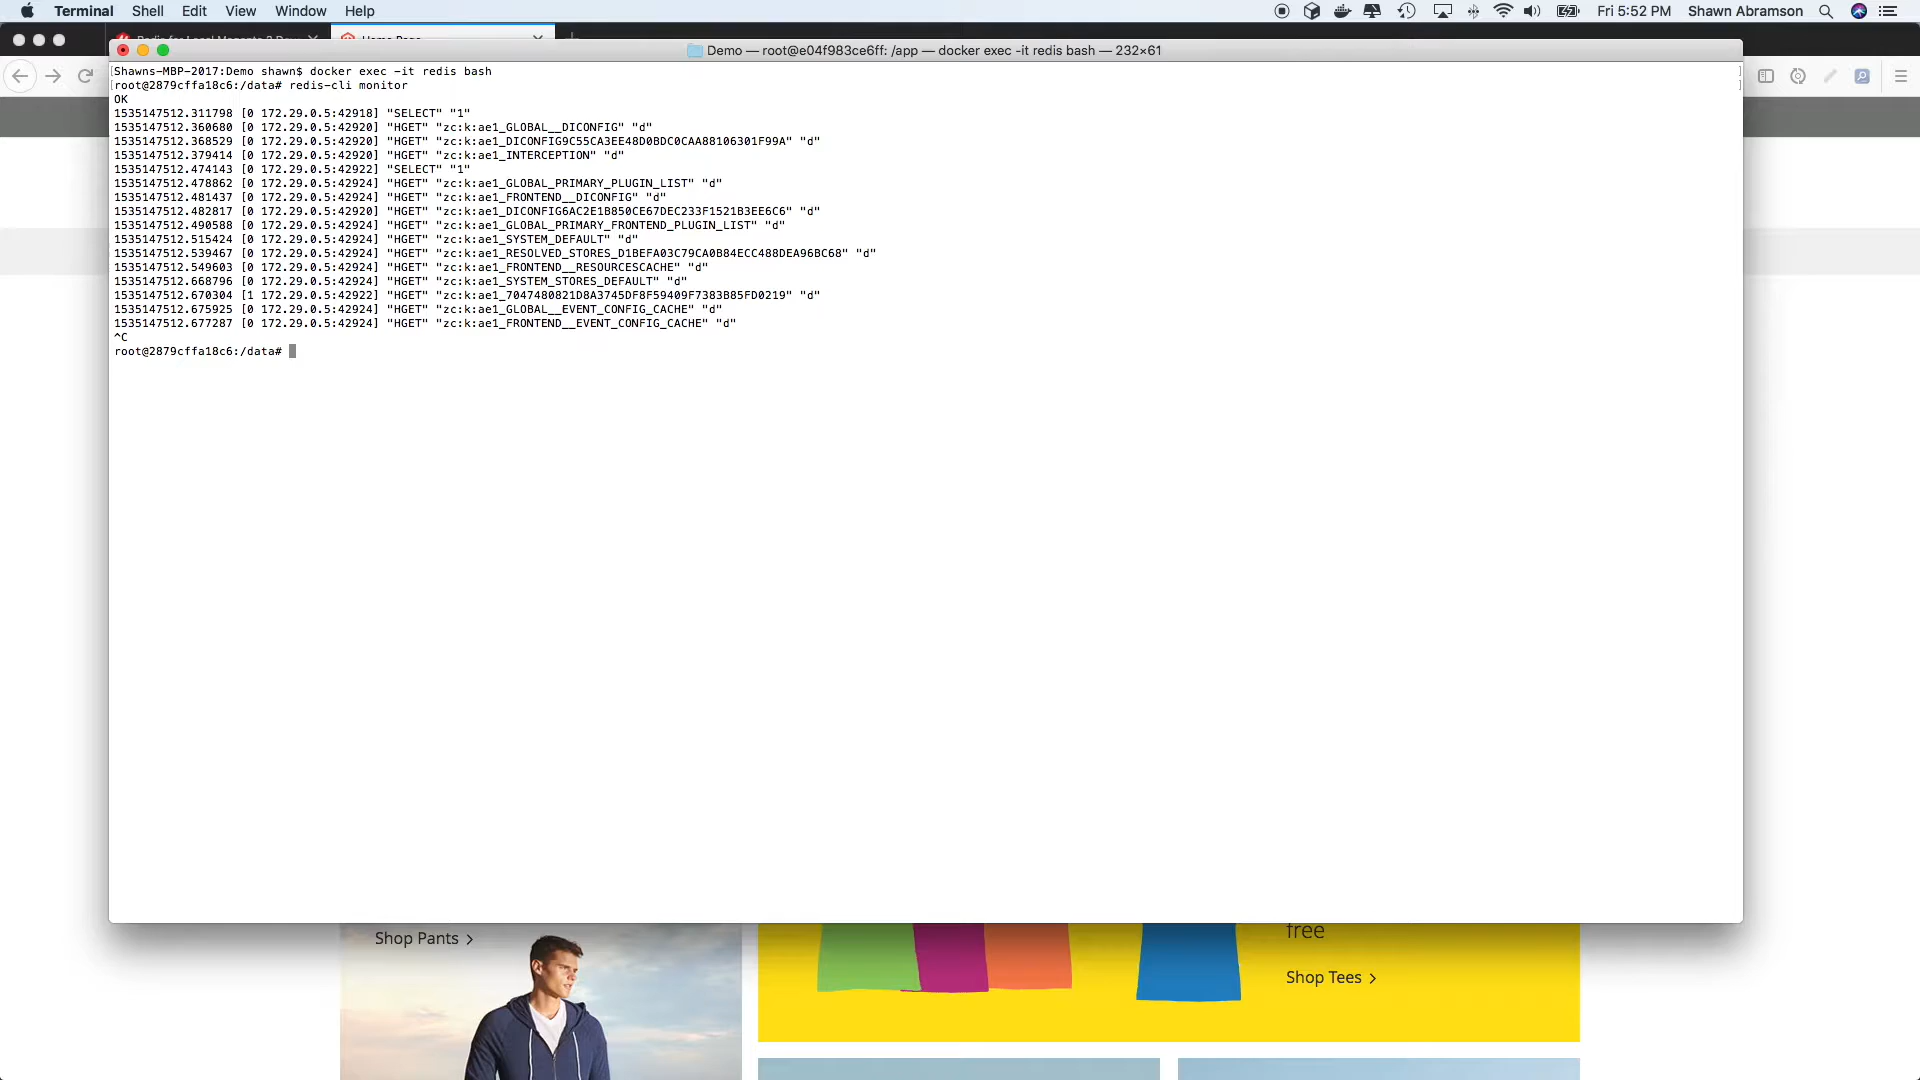 Terminal Shell Edit View Window Help Fri 5:52 PM Shawn Abramson
Demo — root@e04f983ce6ff: /app — docker exec -it redis bash — 232×61
[Shawns-MBP-2017:Demo shawn$ docker exec -it redis bash ]
[root@2879cffa18c6:/data# redis-cli monitor ]
OK
1535147512.311798 [0 172.29.0.5:42918] "SELECT" "1"
1535147512.360680 [0 172.29.0.5:42920] "HGET" "zc:k:ae1_GLOBAL__DICONFIG" "d"
1535147512.368529 [0 172.29.0.5:42920] "HGET" "zc:k:ae1_DICONFIG9C55CA3EE48D0BDC0CAA88106301F99A" "d"
1535147512.379414 [0 172.29.0.5:42920] "HGET" "zc:k:ae1_INTERCEPTION" "d"
1535147512.474143 [0 172.29.0.5:42922] "SELECT" "1"
1535147512.478862 [0 172.29.0.5:42924] "HGET" "zc:k:ae1_GLOBAL_PRIMARY_PLUGIN_LIST" "d"
1535147512.481437 [0 172.29.0.5:42924] "HGET" "zc:k:ae1_FRONTEND__DICONFIG" "d"
1535147512.482817 [0 172.29.0.5:42920] "HGET" "zc:k:ae1_DICONFIG6AC2E1B850CE67DEC233F1521B3EE6C6" "d"
1535147512.490588 [0 172.29.0.5:42924] "HGET" "zc:k:ae1_GLOBAL_PRIMARY_FRONTEND_PLUGIN_LIST" "d"
1535147512.515424 [0 172.29.0.5:42924] "HGET" "zc:k:ae1_SYSTEM_DEFAULT" "d"
1535147512.539467 [0 172.29.0.5:42924] "HGET" "zc:k:ae1_RESOLVED_STORES_D1BEFA03C79CA0B84ECC488DEA96BC68" "d"
1535147512.549603 [0 172.29.0.5:42924] "HGET" "zc:k:ae1_FRONTEND__RESOURCESCACHE" "d"
1535147512.668796 [0 172.29.0.5:42924] "HGET" "zc:k:ae1_SYSTEM_STORES_DEFAULT" "d"
1535147512.670304 [1 172.29.0.5:42922] "HGET" "zc:k:ae1_7047480821D8A3745DF8F59409F7383B85FD0219" "d"
1535147512.675925 [0 172.29.0.5:42924] "HGET" "zc:k:ae1_GLOBAL__EVENT_CONFIG_CACHE" "d"
1535147512.677287 [0 172.29.0.5:42924] "HGET" "zc:k:ae1_FRONTEND__EVENT_CONFIG_CACHE" "d"
^C
root@2879cffa18c6:/data#
Shop Pants
free
Shop Tees